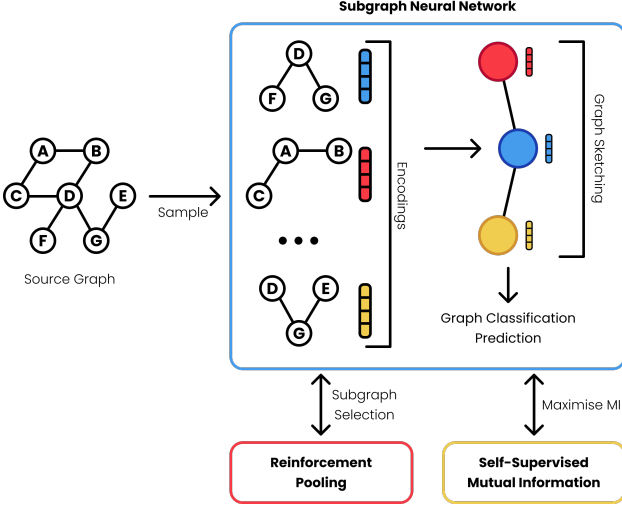 Subgraph Neural Network
D
F
G
A
B
C
D
E
F
G
Source Graph
Sample
A
B
C
D
E
G
Encodings
Graph Sketching
Graph Classification
Prediction
Subgraph
Selection
Maximise MI
Reinforcement
Pooling
Self-Supervised
Mutual Information